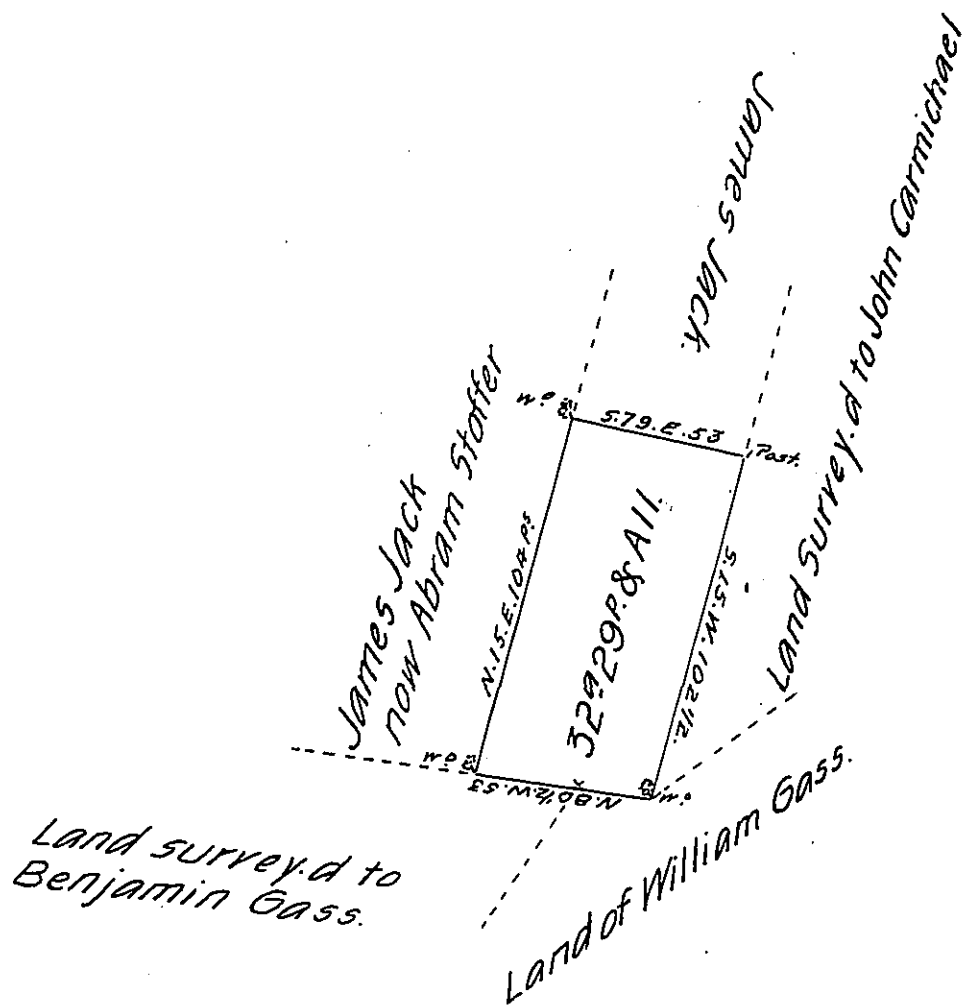 James Jack.
Land Survey.d to John Carmichael
James Jack
now Abram Stoffer
w.o
S.79.E.53
Post.
N.15.E.104 Ps
32a. 29p. & All.
S.15.W.102 1/2.
w.o
N.80 1/2.W.53
w.o
Land survey.d to
Benjamin Gass.
Land of William Gass.